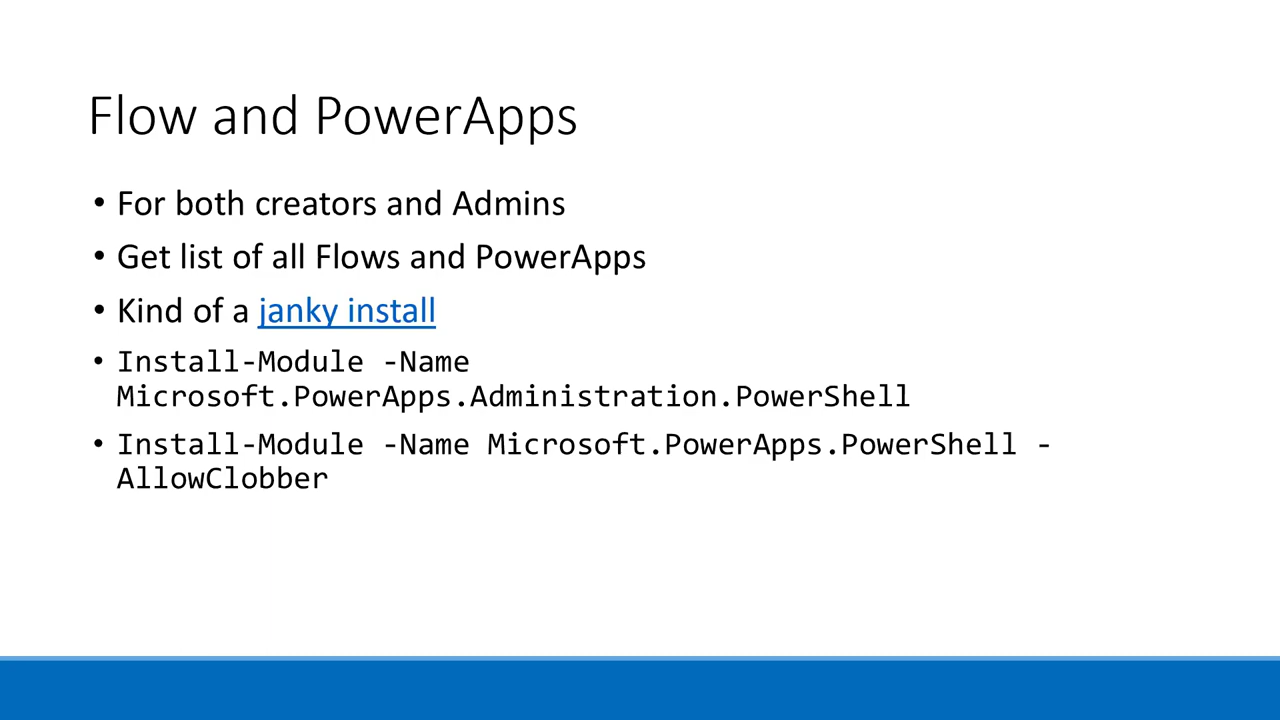 Flow and PowerApps
• For both creators and Admins
• Get list of all Flows and PowerApps
• Kind of a janky install
• Install-Module -Name
Microsoft.PowerApps.Administration.PowerShell
• Install-Module -Name Microsoft.PowerApps.PowerShell -
AllowClobber